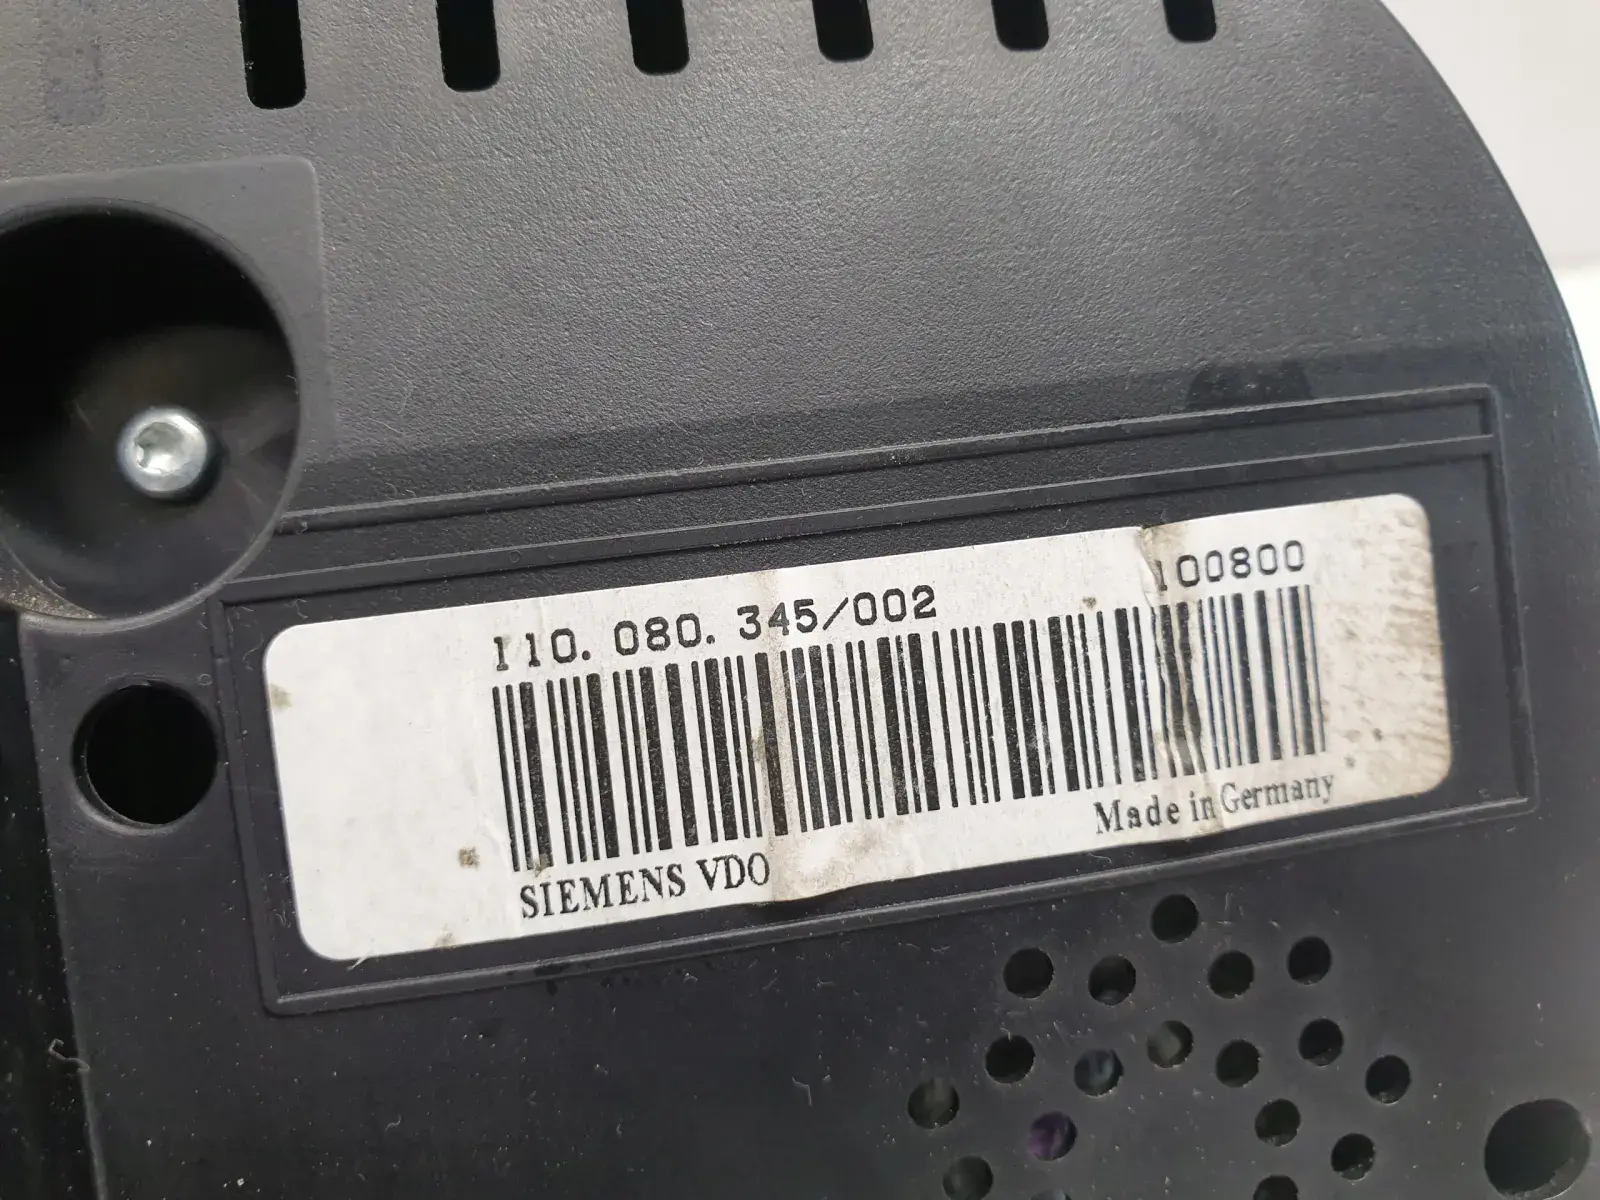 110.080.345/002 100800
SIEMENS VDO Made in Germany